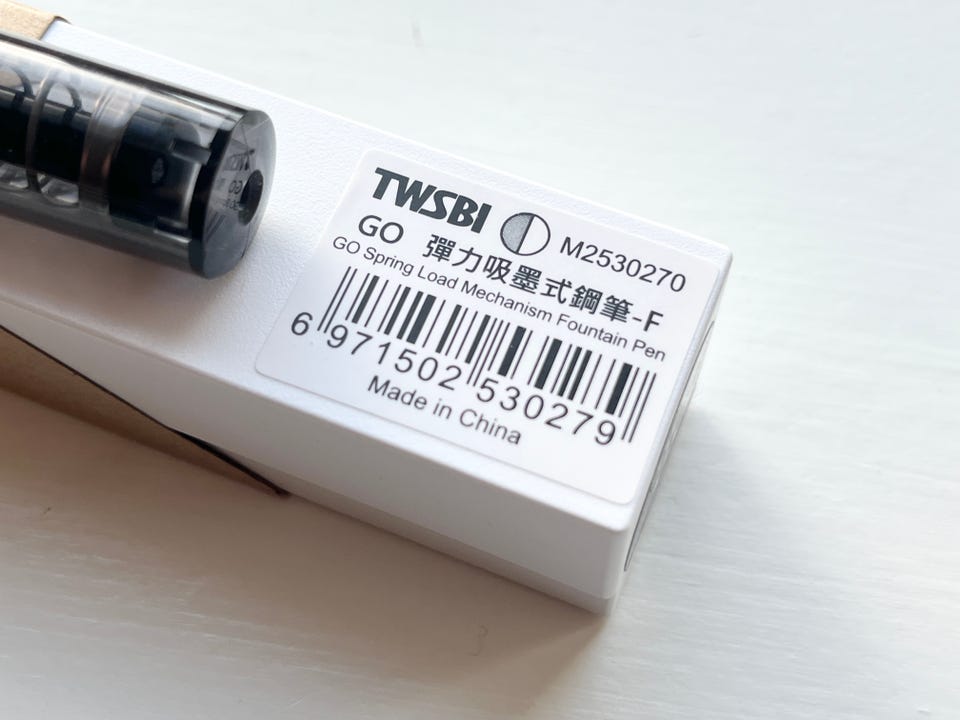 TWSBI M2530270
GO 彈力吸墨式鋼筆-F
GO Spring Load Mechanism Fountain Pen
6 971502 530279
Made in China
GO